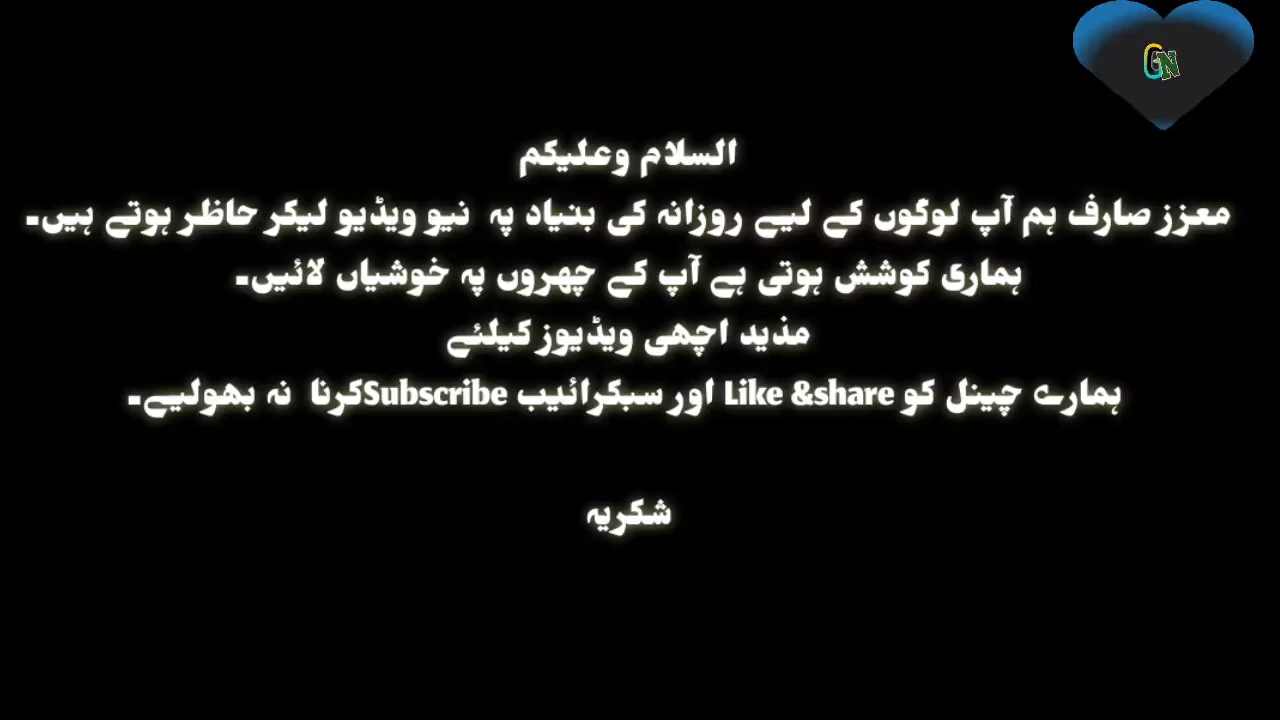 GN
السلام وعلیکم
معزز صارف ہم آپ لوگوں کے لیے روزانہ کی بنیاد پہ نیو ویڈیو لیکر حاظر ہوتے ہیں۔
ہماری کوشش ہوتی ہے آپ کے چھروں پہ خوشیاں لائیں۔
مذید اچھی ویڈیوز کیلئے
ہمارے چینل کو Like &share اور سبکرائیب Subscribeکرنا نہ بھولیے۔
شکریہ